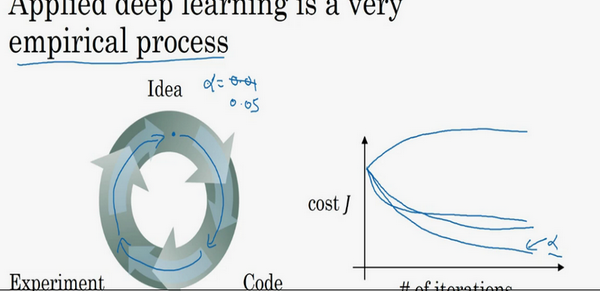 Applied deep learning is a very
empirical process
Idea
α = 0.01
0.05
cost J
α
Experiment
Code
# of iterations